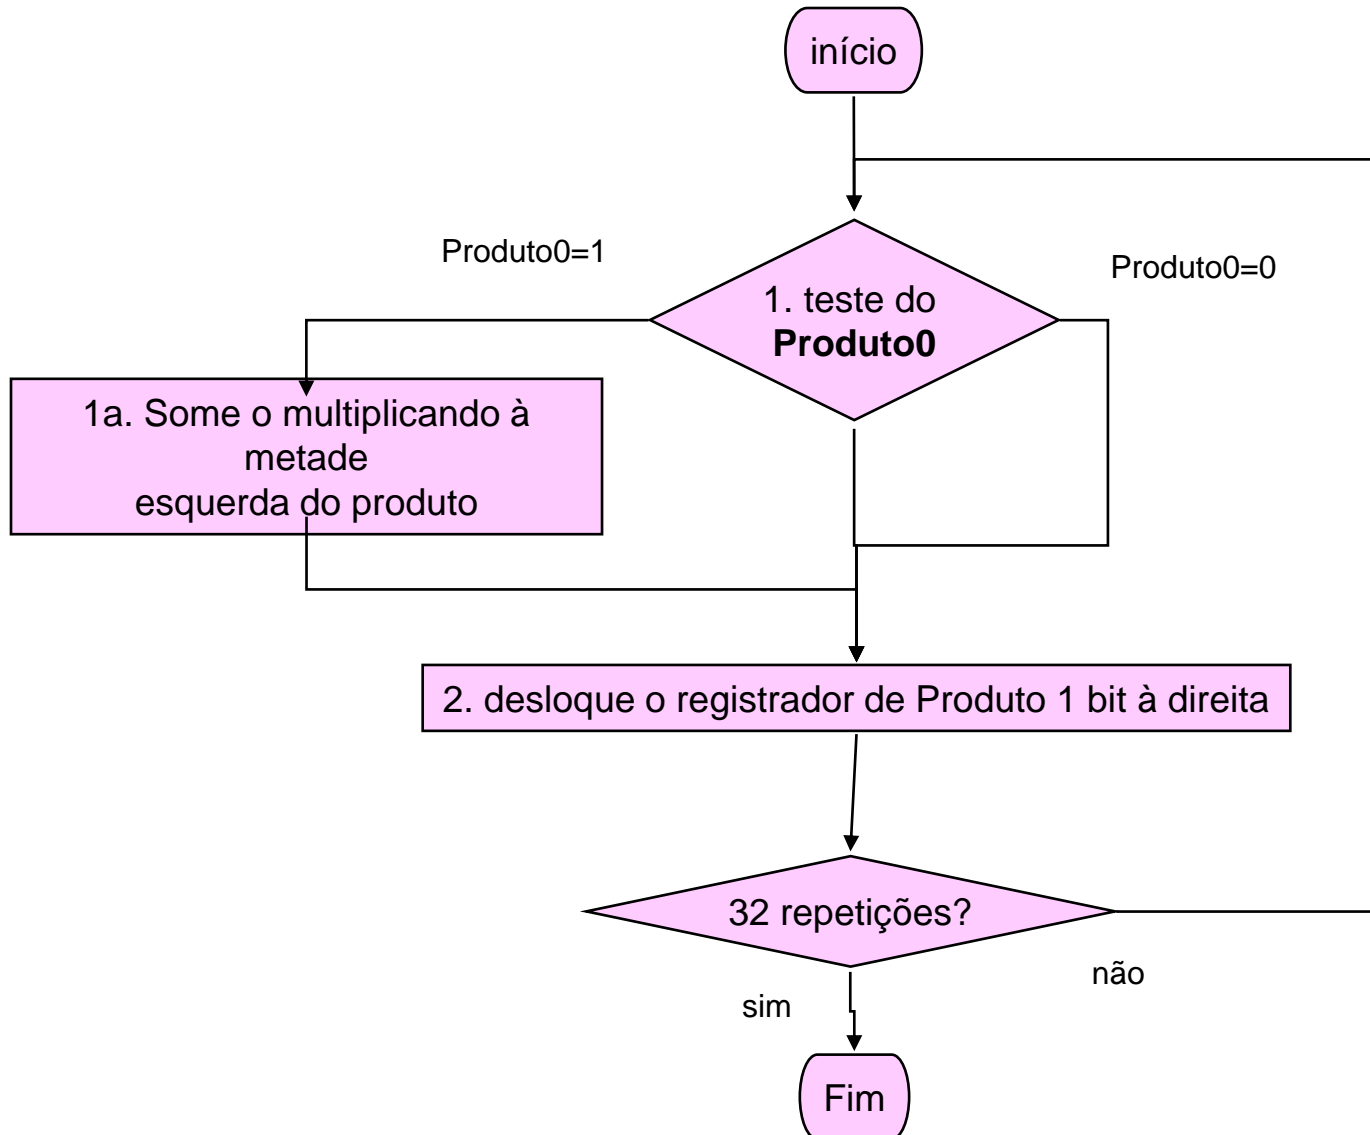 início
Produto0=1
Produto0=0
1. teste do
Produto0
1a. Some o multiplicando à
metade
esquerda do produto
2. desloque o registrador de Produto 1 bit à direita
32 repetições?
não
sim
Fim